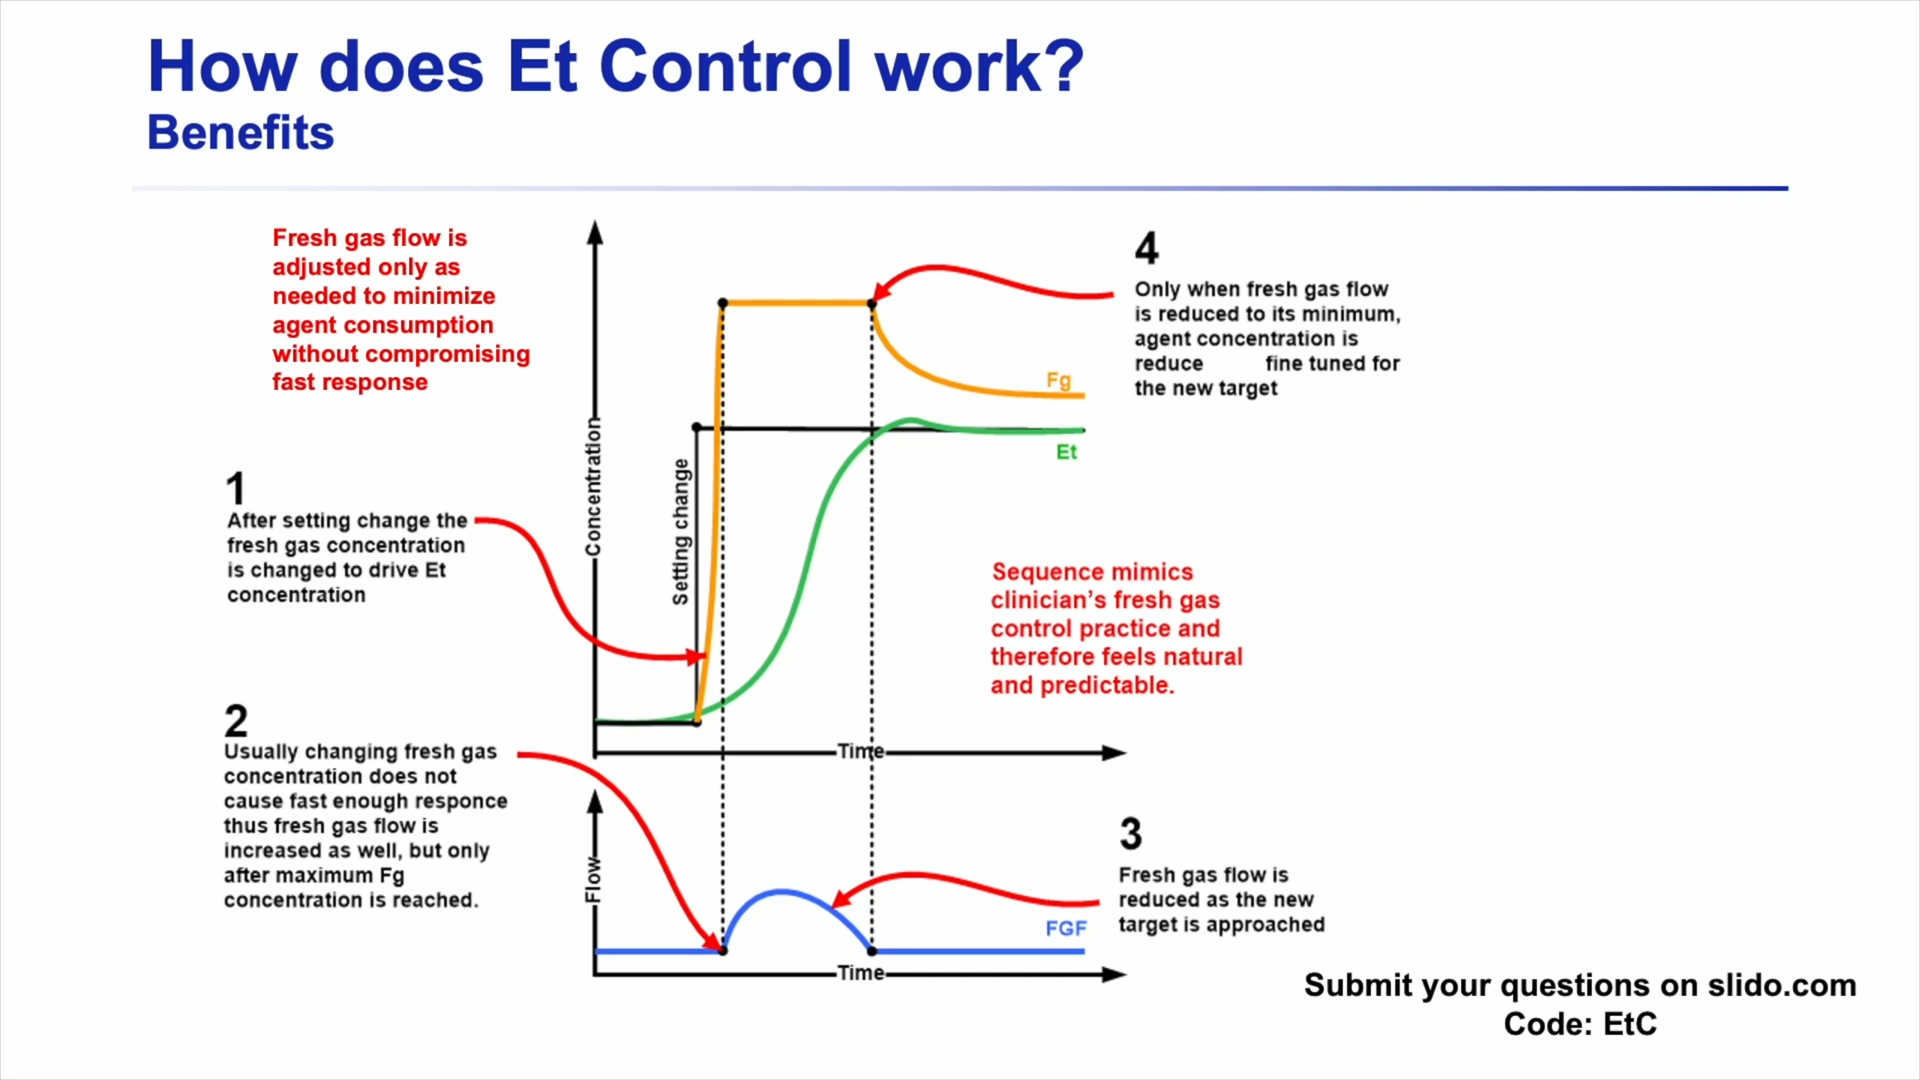 How does Et Control work?
Benefits
Fresh gas flow is
adjusted only as
needed to minimize
agent consumption
without compromising
fast response
1
After setting change the
fresh gas concentration
is changed to drive Et
concentration
2
Usually changing fresh gas
concentration does not
cause fast enough responce
thus fresh gas flow is
increased as well, but only
after maximum Fg
concentration is reached.
Concentration
Setting change
Fg
Et
Time
Flow
FGF
Time
4
Only when fresh gas flow
is reduced to its minimum,
agent concentration is
reduce fine tuned for
the new target
Sequence mimics
clinician's fresh gas
control practice and
therefore feels natural
and predictable.
3
Fresh gas flow is
reduced as the new
target is approached
Submit your questions on slido.com
Code: EtC